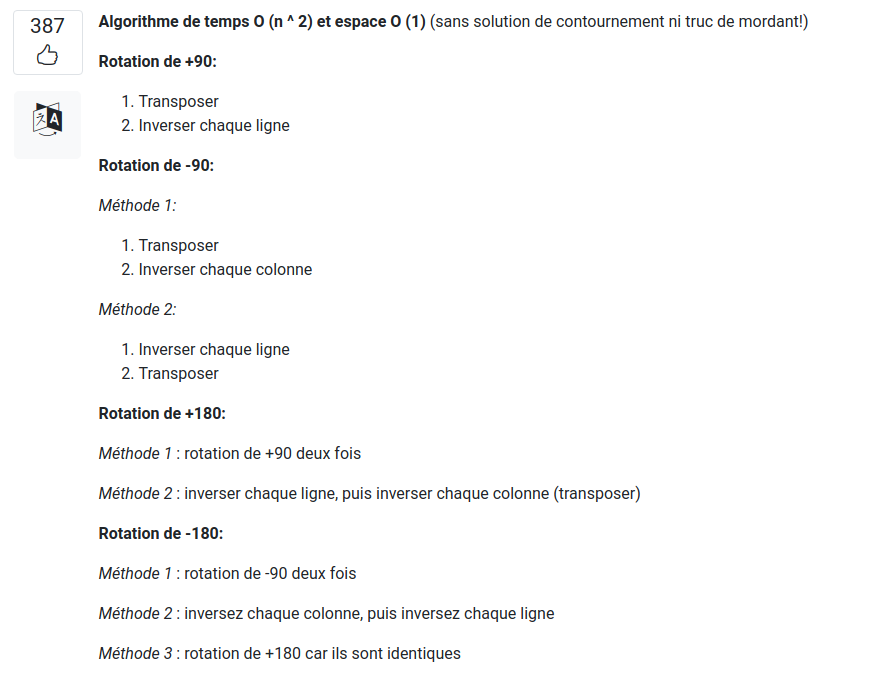 387
Algorithme de temps O (n ^ 2) et espace O (1) (sans solution de contournement ni truc de mordant!)
Rotation de +90:
1. Transposer
2. Inverser chaque ligne
Rotation de -90:
Méthode 1:
1. Transposer
2. Inverser chaque colonne
Méthode 2:
1. Inverser chaque ligne
2. Transposer
Rotation de +180:
Méthode 1 : rotation de +90 deux fois
Méthode 2 : inverser chaque ligne, puis inverser chaque colonne (transposer)
Rotation de -180:
Méthode 1 : rotation de -90 deux fois
Méthode 2 : inversez chaque colonne, puis inversez chaque ligne
Méthode 3 : rotation de +180 car ils sont identiques